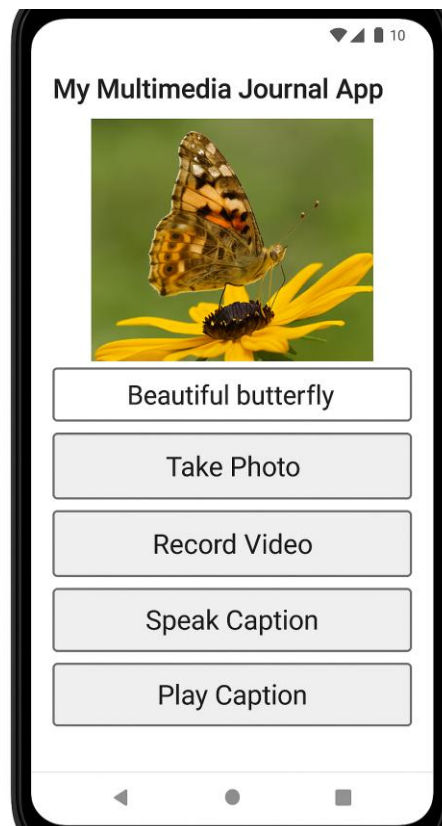 10
My Multimedia Journal App
Beautiful butterfly
Take Photo
Record Video
Speak Caption
Play Caption